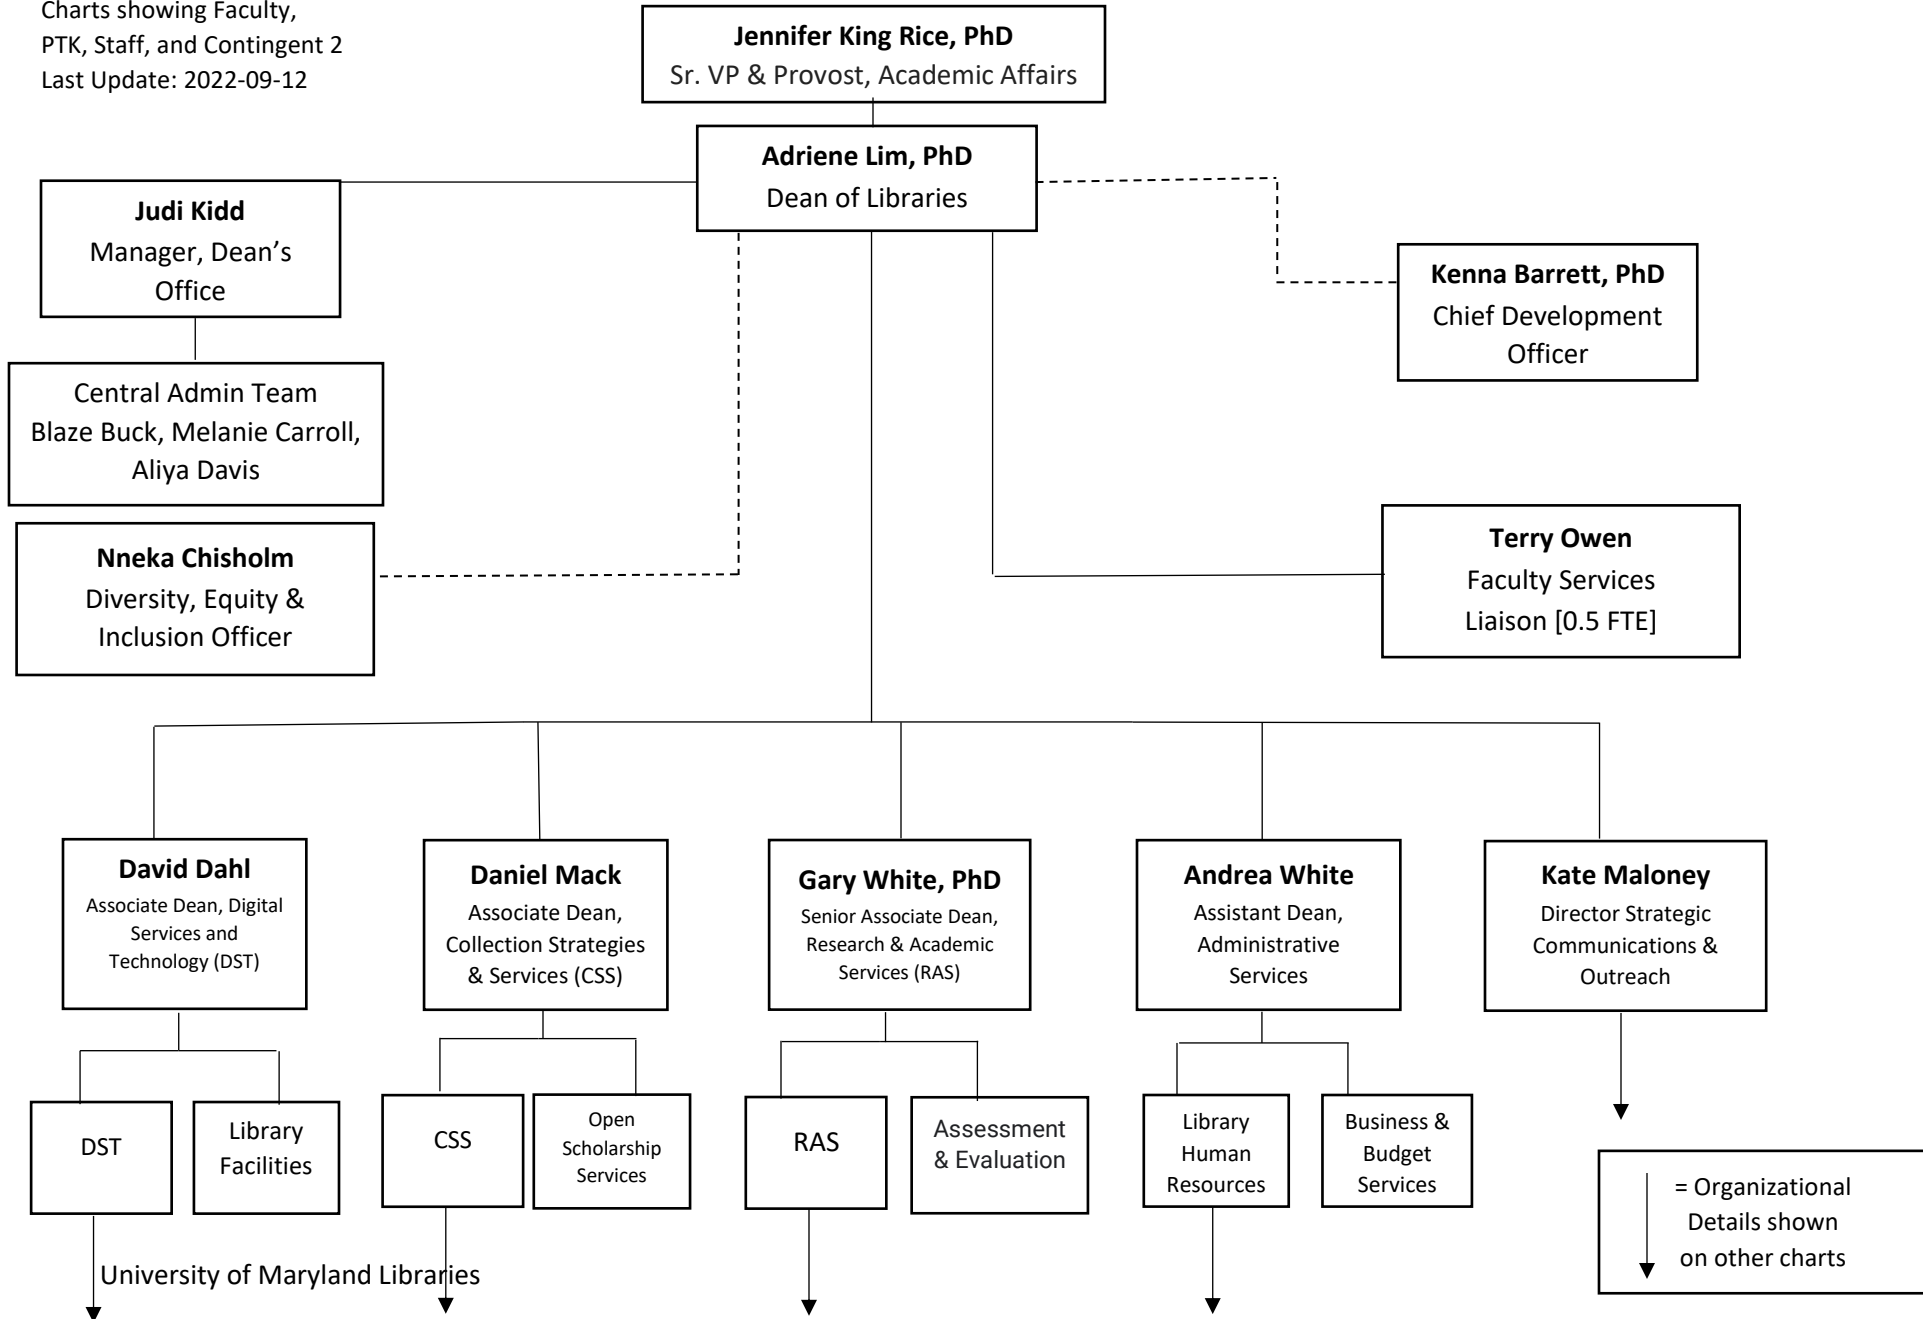 Charts showing Faculty,
PTK, Staff, and Contingent 2
Last Update: 2022-09-12
Jennifer King Rice, PhD
Sr. VP & Provost, Academic Affairs
Adriene Lim, PhD
Dean of Libraries
Judi Kidd
Manager, Dean’s
Office
Kenna Barrett, PhD
Chief Development
Officer
Central Admin Team
Blaze Buck, Melanie Carroll,
Aliya Davis
Nneka Chisholm
Diversity, Equity &
Inclusion Officer
Terry Owen
Faculty Services
Liaison [0.5 FTE]
David Dahl
Associate Dean, Digital
Services and
Technology (DST)
Daniel Mack
Associate Dean,
Collection Strategies
& Services (CSS)
Gary White, PhD
Senior Associate Dean,
Research & Academic
Services (RAS)
Andrea White
Assistant Dean,
Administrative
Services
Kate Maloney
Director Strategic
Communications &
Outreach
DST
Library
Facilities
CSS
Open
Scholarship
Services
RAS
Assessment
& Evaluation
Library
Human
Resources
Business &
Budget
Services
= Organizational
Details shown
on other charts
University of Maryland Libraries